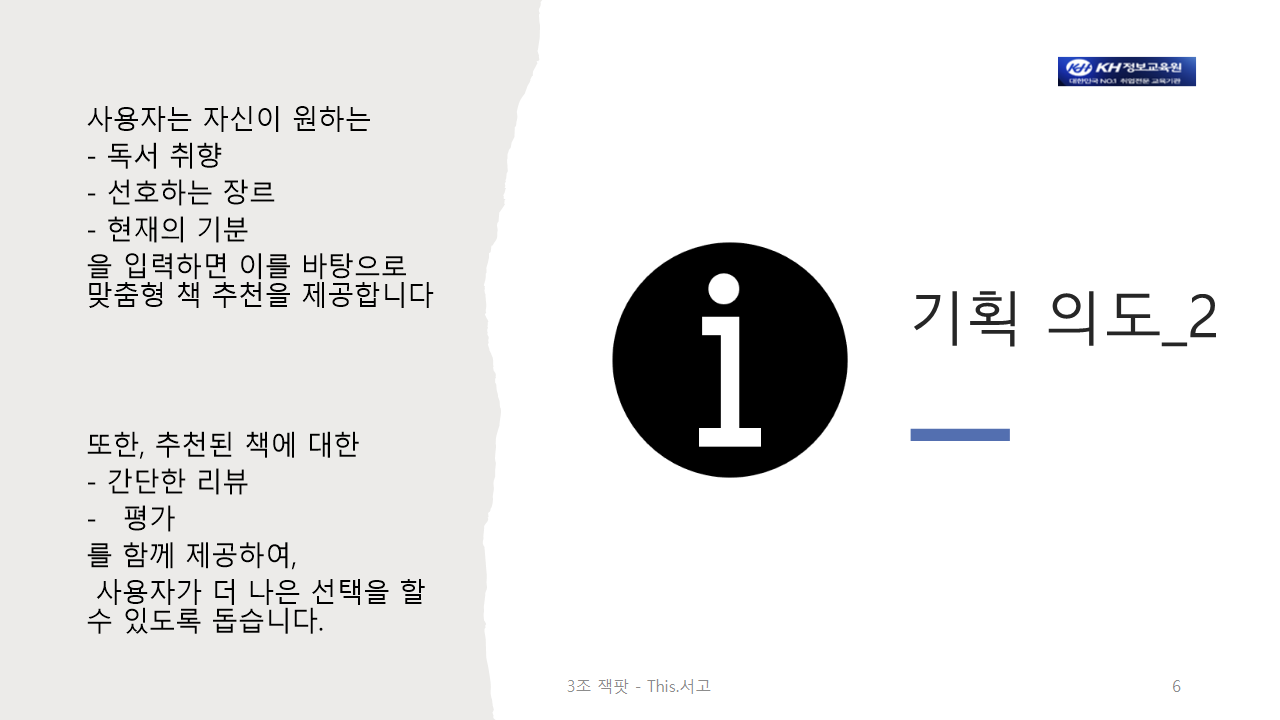 사용자는 자신이 원하는
- 독서 취향
- 선호하는 장르
- 현재의 기분
을 입력하면 이를 바탕으로
맞춤형 책 추천을 제공합니다
또한, 추천된 책에 대한
- 간단한 리뷰
- 평가
를 함께 제공하여,
사용자가 더 나은 선택을 할
수 있도록 돕습니다.
KH 정보교육원
대한민국 NO.1 취업전문 교육기관
i
기획 의도_2
3조 잭팟 - This.서고
6